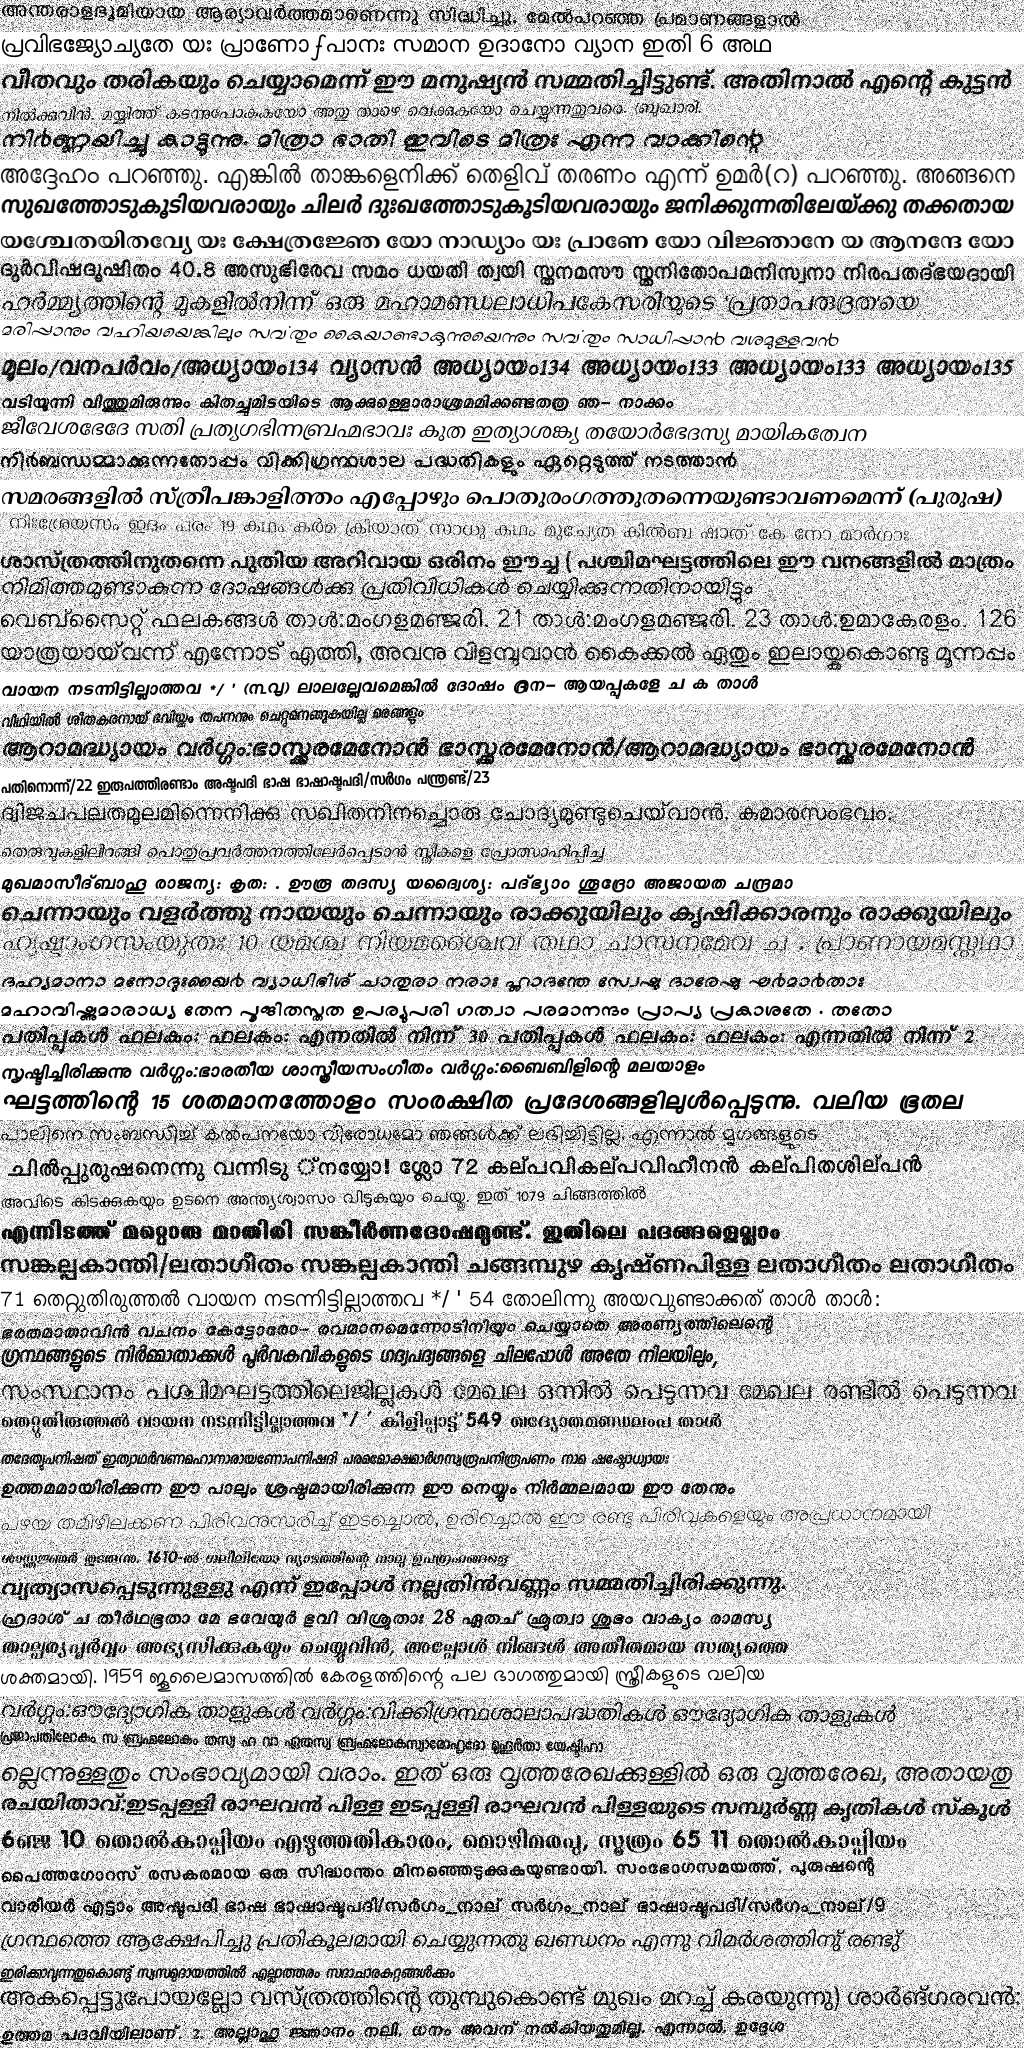 അന്തരാളഭൂമിയായ ആര്യാവർത്തമാണെന്നു സിദ്ധിച്ചു. മേൽപറഞ്ഞ പ്രമാണങ്ങളാൽ
പ്രവിഭജ്യോച്യതേ യഃ പ്രാണോ ƒപാനഃ സമാന ഉദാനോ വ്യാന ഇതി 6 അഥ
വീതവും തരികയും ചെയ്യാമെന്ന് ഈ മനുഷ്യൻ സമ്മതിച്ചിട്ടുണ്ട്. അതിനാൽ എന്റെ കുട്ടൻ
നിൽക്കുവിൻ. മയ്യിത്ത് കടന്നുപോകുകയോ അതു താഴെ വെക്കുകയോ ചെയ്യുന്നതുവരെ. (ബുഖാരി.
നിർണ്ണയിച്ചു കാട്ടുന്നു. മിത്രാ ഭാതി ഇവിടെ മിത്രഃ എന്ന വാക്കിന്റെ
അദ്ദേഹം പറഞ്ഞു. എങ്കിൽ താങ്കളെനിക്ക് തെളിവ് തരണം എന്ന് ഉമർ(റ) പറഞ്ഞു. അങ്ങനെ
സുഖത്തോടുകൂടിയവരായും ചിലർ ദുഃഖത്തോടുകൂടിയവരായും ജനിക്കുന്നതിലേയ്ക്കു തക്കതായ
യശ്ചേതയിതവ്യേ യഃ ക്ഷേത്രജ്ഞേ യോ നാഡ്യാം യഃ പ്രാണേ യോ വിജ്ഞാനേ യ ആനന്ദേ യോ
ദുർവിഷദൂഷിതം 40.8 അസുഭിരേവ സമം ധയതി ത്വയി സ്തനമസൗ സ്തനിതോപമനിസ്വനാ നിരപതദ്ഭയദായി
ഹർമ്മ്യത്തിന്റെ മുകളിൽനിന്ന് ഒരു മഹാമണ്ഡലാധിപകേസരിയുടെ 'പ്രതാപരുദ്രത'യെ
മരിപ്പാനും വഹിയയെങ്കിലും സവ്തും കൈയാണ്ടാകുന്നുയെന്നും സവ്തും സാധിപ്പാൻ വശമുള്ളവൻ
മൂലം/വനപർവം/അധ്യായം134 വ്യാസൻ അധ്യായം134 അധ്യായം133 അധ്യായം133 അധ്യായം135
വടിയൂന്നി വിത്തുമിരുന്നും കിതച്ചുമിടയിടെ ആക്കുള്ളൊരാശ്രമമിക്കണ്ടതത്ര ഞ– നാക്കം
ജീവേശഭേദേ സതി പ്രത്യഗഭിന്നബ്രഹ്മഭാവഃ കുത ഇത്യാശങ്ക്യ തയോർഭേദസ്യ മായികത്വേന
നിർബന്ധമ്മാക്കുന്നതോപ്പം വിക്കിഗ്രന്ഥശാല പദ്ധതികളും ഏറ്റെടുത്ത് നടത്താൻ
സമരങ്ങളിൽ സ്ത്രീപങ്കാളിത്തം എപ്പോഴും പൊതുരംഗത്തുതന്നെയുണ്ടാവണമെന്ന് (പുരുഷ)
നിഃശ്രേയസം ഇദം പരം 19 കഥം കർമ ക്രിയാത് സാധു കഥം മുച്യേത കിൽബ ഷാത് കേ നോ മാർഗാഃ
ശാസ്ത്രത്തിനുതന്നെ പുതിയ അറിവായ ഒരിനം ഈച്ച ( പശ്ചിമഘട്ടത്തിലെ ഈ വനങ്ങളിൽ മാത്രം
നിമിത്തമുണ്ടാകുന്ന ദോഷങ്ങൾക്കു പ്രതിവിധികൾ ചെയ്യിക്കുന്നതിനായിട്ടും
വെബ്സൈറ്റ് ഫലകങ്ങൾ താൾ:മംഗളമഞ്ജരി. 21 താൾ:മംഗളമഞ്ജരി. 23 താൾ:ഉമാകേരളം. 126
യാത്രയായ്വന്ന് എന്നോട് എത്തി, അവനു വിളമ്പുവാൻ കൈക്കൽ ഏതും ഇലായ്കകൊണ്ടു മൂന്നപ്പം
വായന നടന്നിട്ടില്ലാത്തവ */ ' (൩൮) ലാലല്ലേവമെങ്കിൽ ദോഷം ദ്രന– ആയപ്പുകളേ ച ക താൾ
വീഥിയിൽ ശീതകരനോയ് ഭവിയ്ക്കും തപനനും ചെറ്റുമനങ്ങുകയില്ല മരങ്ങളും
ആറാമദ്ധ്യായം വർഗ്ഗം:ഭാസ്ക്കരമേനോൻ ഭാസ്ക്കരമേനോൻ/ആറാമദ്ധ്യായം ഭാസ്ക്കരമേനോൻ
പതിനൊന്ന്/22 ഇരുപത്തിരണ്ടാം അഷ്ടപദി ഭാഷ ഭാഷാഷ്ടപദി/സർഗം പന്ത്രണ്ട്/23
ദ്വിജചപലതമൂലമിന്നെനിക്കു സഖിതനിനച്ചൊരു ചോദ്യമുണ്ടുചെയ്വാൻ. കുമാരസംഭവം.
തെരുവുകളിലിറങ്ങി പൊതുപ്രവർത്തനത്തിലേർപ്പെടാൻ സ്ത്രീകളെ പ്രോത്സാഹിപ്പിച്ച
മുഖമാസീദ്ബാഹൂ രാജന്യ: കൃത: . ഊരൂ തദസ്യ യദ്വൈശ്യ: പദ്ഭ്യാം ശൂദ്രോ അജായത ചന്ദ്രമാ
ചെന്നായും വളർത്തു നായയും ചെന്നായും രാക്കുയിലും കൃഷിക്കാരനും രാക്കുയിലും
ഹ്യഷ്ടാംഗസംയുതഃ 10 യമശ്ച നിയമശ്ചൈവ തഥാ ചാസനമേവ ച . പ്രാണായമസ്തഥാ
ദഹ്യമാനാ മനോദുഃഖൈർ വ്യാധിഭിശ് ചാതുരാ നരാഃ ഹ്ലാദന്തേ സ്വേഷു ദാരേഷു ഘർമാർതാഃ
മഹാവിഷ്ണുമാരാധ്യ തേന പൂജിതസ്തുത ഉപര്യുപരി ഗത്വാ പരമാനന്ദം പ്രാപ്യ പ്രകാശതേ . തതോ
പതിപ്പുകൾ ഫലകം: ഫലകം: എന്നതിൽ നിന്ന് 30 പതിപ്പുകൾ ഫലകം: ഫലകം: എന്നതിൽ നിന്ന് 2
സൃഷ്ടിച്ചിരിക്കുന്നു വർഗ്ഗം:ഭാരതീയ ശാസ്ത്രീയസംഗീതം വർഗ്ഗം:ബൈബിളിന്റെ മലയാളം
ഘട്ടത്തിന്റെ 15 ശതമാനത്തോളം സംരക്ഷിത പ്രദേശങ്ങളിലുൾപ്പെടുന്നു. വലിയ ഭൂതല
പാലിനെ സംബന്ധിച്ച് കൽപനയോ വിരോധമോ ഞങ്ങൾക്ക് ലഭിച്ചിട്ടില്ല. എന്നാൽ മൃഗങ്ങളുടെ
ചിൽപ്പുരുഷനെന്നു വന്നിടു ്നയ്യോ! ശ്ലോ 72 കല്പവികല്പവിഹീനൻ കല്പിതശില്പൻ
അവിടെ കിടക്കുകയും ഉടനെ അന്ത്യശ്വാസം വിടുകയും ചെയ്തു. ഇത് 1079 ചിങ്ങത്തിൽ
എന്നിടത്ത് മറ്റൊരു മാതിരി സങ്കീർണദോഷമുണ്ട്. ഇതിലെ പദങ്ങളെല്ലാം
സങ്കല്പകാന്തി/ലതാഗീതം സങ്കല്പകാന്തി ചങ്ങമ്പുഴ കൃഷ്ണപിള്ള ലതാഗീതം ലതാഗീതം
71 തെറ്റുതിരുത്തൽ വായന നടന്നിട്ടില്ലാത്തവ */ ' 54 തോലിന്നു അയവുണ്ടാക്കത് താൾ താൾ:
ഭരതമാതാവിൻ വചനം കേട്ടോരോ– രവമാനമെന്നോടിനിയും ചെയ്യാതെ അരണ്യത്തിലെന്റെ
ഗ്രന്ഥങ്ങളുടെ നിർമ്മാതാക്കൾ പൂർവകവികളുടെ ഗദ്യപദ്യങ്ങളെ ചിലപ്പോൾ അതേ നിലയിലും,
സംസ്ഥാനം പശ്ചിമഘട്ടത്തിലെജില്ലകൾ മേഖല ഒന്നിൽ പെടുന്നവ മേഖല രണ്ടിൽ പെടുന്നവ
തെറ്റുതിരുത്തൽ വായന നടന്നിട്ടില്ലാത്തവ */ ' കിളിപ്പാട്ട് 549 ഖദ്യോതമണ്ഡലംപ താൾ
തദേത്യുപനിഷത് ഇത്യാഥർവണമഹാനാരായണോപനിഷദി പരമമോക്ഷമാർഗസ്വരൂപനിരൂപണം നാമ ഷഷ്ഠോധ്യായഃ
ഉത്തമമായിരിക്കുന്ന ഈ പാലും ശ്രഷ്ഠമായിരിക്കുന്ന ഈ നെയ്യും നിർമ്മലമായ ഈ തേനും
പഴയ തമിഴിലക്കണ പിരിവനുസരിച്ച് ഇടച്ചൊൽ, ഉരിച്ചൊൽ ഈ രണ്ടു പിരിവുകളെയും അപ്രധാനമായി
ശാസ്ത്രജ്ഞർ തുടരുന്നു. 1610-ൽ ഗലീലിയോ വ്യാഴത്തിന്റെ നാലു ഉപഗ്രഹങ്ങളെ
വ്യത്യാസപ്പെടുന്നുള്ളു എന്ന് ഇപ്പോൾ നല്ലതിൻവണ്ണം സമ്മതിച്ചിരിക്കുന്നു.
ഹ്രദാശ് ച തീർഥഭൂതാ മേ ഭവേയുർ ഭുവി വിശ്രുതാഃ 28 ഏതച് ഛ്രുത്വാ ശുഭം വാക്യം രാമസ്യ
താല്പര്യപൂർവ്വം അഭ്യസിക്കുകയും ചെയ്യുവിൻ, അപ്പോൾ നിങ്ങൾ അതീതമായ സത്യത്തെ
ശക്തമായി. 1959 ജൂലൈമാസത്തിൽ കേരളത്തിന്റെ പല ഭാഗത്തുമായി സ്ത്രീകളുടെ വലിയ
വർഗ്ഗം:ഔദ്യോഗിക താളുകൾ വർഗ്ഗം:വിക്കിഗ്രന്ഥശാലാപദ്ധതികൾ ഔദ്യോഗിക താളുകൾ
പ്രജാപതിലോകം സ ബ്രഹ്മലോകം തസ്യ ഹ വാ ഏതസ്യ ബ്രഹ്മലോകസ്യാരോഹൃദോ മുഹൂർതാ യേഷ്ടിഹാ
ല്ലെന്നുള്ളതും സംഭാവ്യമായി വരാം. ഇത് ഒരു വൃത്തരേഖക്കുള്ളിൽ ഒരു വൃത്തരേഖ, അതായതു
രചയിതാവ്:ഇടപ്പള്ളി രാഘവൻ പിള്ള ഇടപ്പള്ളി രാഘവൻ പിള്ളയുടെ സമ്പൂർണ്ണ കൃതികൾ സ്കൂൾ
6ഞ്ജ 10 തൊൽകാപ്പിയം എഴുത്തതികാരം, മൊഴിമരപു, സൂത്രം 65 11 തൊൽകാപ്പിയം
പൈത്തഗോറസ് രസകരമായ ഒരു സിദ്ധാന്തം മിനഞ്ഞെടുക്കുകയുണ്ടായി. സംഭോഗസമയത്ത്, പുരുഷന്റെ
വാരിയർ എട്ടാം അഷ്ടപദി ഭാഷ ഭാഷാഷ്ടപദി/സർഗം_നാല് സർഗം_നാല് ഭാഷാഷ്ടപദി/സർഗം_നാല്/9
ഗ്രന്ഥത്തെ ആക്ഷേപിച്ചു പ്രതികൂലമായി ചെയ്യുന്നതു ഖണ്ഡനം എന്നു വിമർശത്തിന്നു് രണ്ടു്
ഇരിക്കാവുന്നതുകൊണ്ടു് സ്വസമുദായത്തിൽ എല്ലാത്തരം സദാചാരകുറ്റങ്ങൾക്കും
അകപ്പെട്ടുപോയല്ലോ വസ്ത്രത്തിന്റെ തുമ്പുകൊണ്ട് മുഖം മറച്ച് കരയുന്നു) ശാർങ്ഗരവൻ:
ഉത്തമ പദവിയിലാണ്. 2. അല്ലാഹു ജ്ഞാനം നലി. ധനം അവന് നൽകിയതുമില്ല. എന്നാൽ, ഉദ്ദേശ